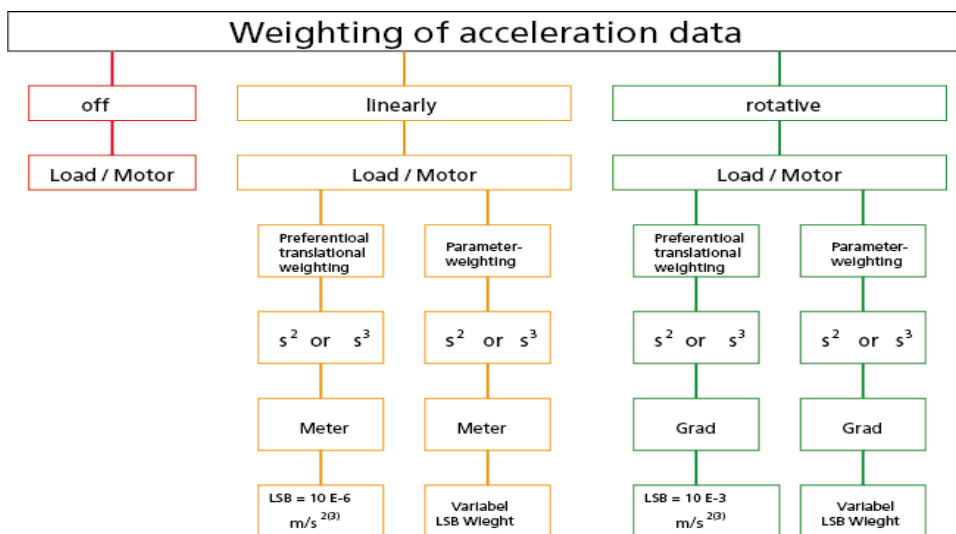 Weighting of acceleration data
off
linearly
rotative
Load / Motor
Load / Motor
Load / Motor
Preferentioal
translational
weighting
Parameter-
weighting
Preferentioal
translational
weighting
Parameter-
weighting
s² or s³
s² or s³
s² or s³
s² or s³
Meter
Meter
Grad
Grad
LSB = 10 E-6
m/s ²⁽³⁾
Variabel
LSB Wieght
LSB = 10 E-3
m/s ²⁽³⁾
Variabel
LSB Wieght